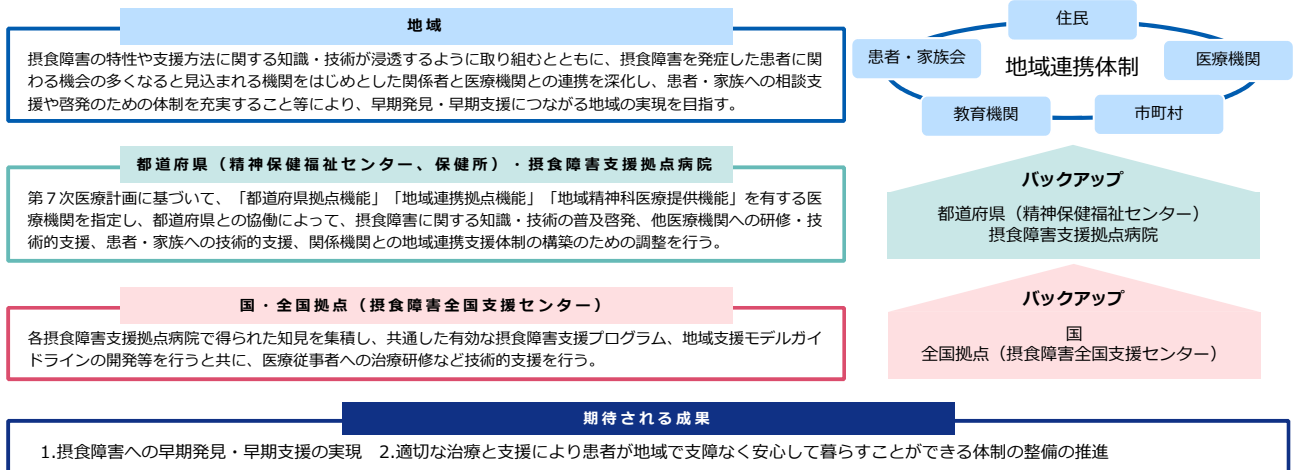 地域
摂食障害の特性や支援方法に関する知識・技術が浸透するように取り組むとともに、摂食障害を発症した患者に関
わる機会の多くなると見込まれる機関をはじめとした関係者と医療機関との連携を深化し、患者・家族への相談支
援や啓発のための体制を充実すること等により、早期発見・早期支援につながる地域の実現を目指す。
都道府県（精神保健福祉センター、保健所）・摂食障害支援拠点病院
第７次医療計画に基づいて、「都道府県拠点機能」「地域連携拠点機能」「地域精神科医療提供機能」を有する医
療機関を指定し、都道府県との協働によって、摂食障害に関する知識・技術の普及啓発、他医療機関への研修・技
術的支援、患者・家族への技術的支援、関係機関との地域連携支援体制の構築のための調整を行う。
国・全国拠点（摂食障害全国支援センター）
各摂食障害支援拠点病院で得られた知見を集積し、共通した有効な摂食障害支援プログラム、地域支援モデルガイ
ドラインの開発等を行うと共に、医療従事者への治療研修など技術的支援を行う。
住民
患者・家族会
地域連携体制
医療機関
教育機関
市町村
バックアップ
都道府県（精神保健福祉センター）
摂食障害支援拠点病院
バックアップ
国
全国拠点（摂食障害全国支援センター）
期待される成果
1.摂食障害への早期発見・早期支援の実現　2.適切な治療と支援により患者が地域で支障なく安心して暮らすことができる体制の整備の推進